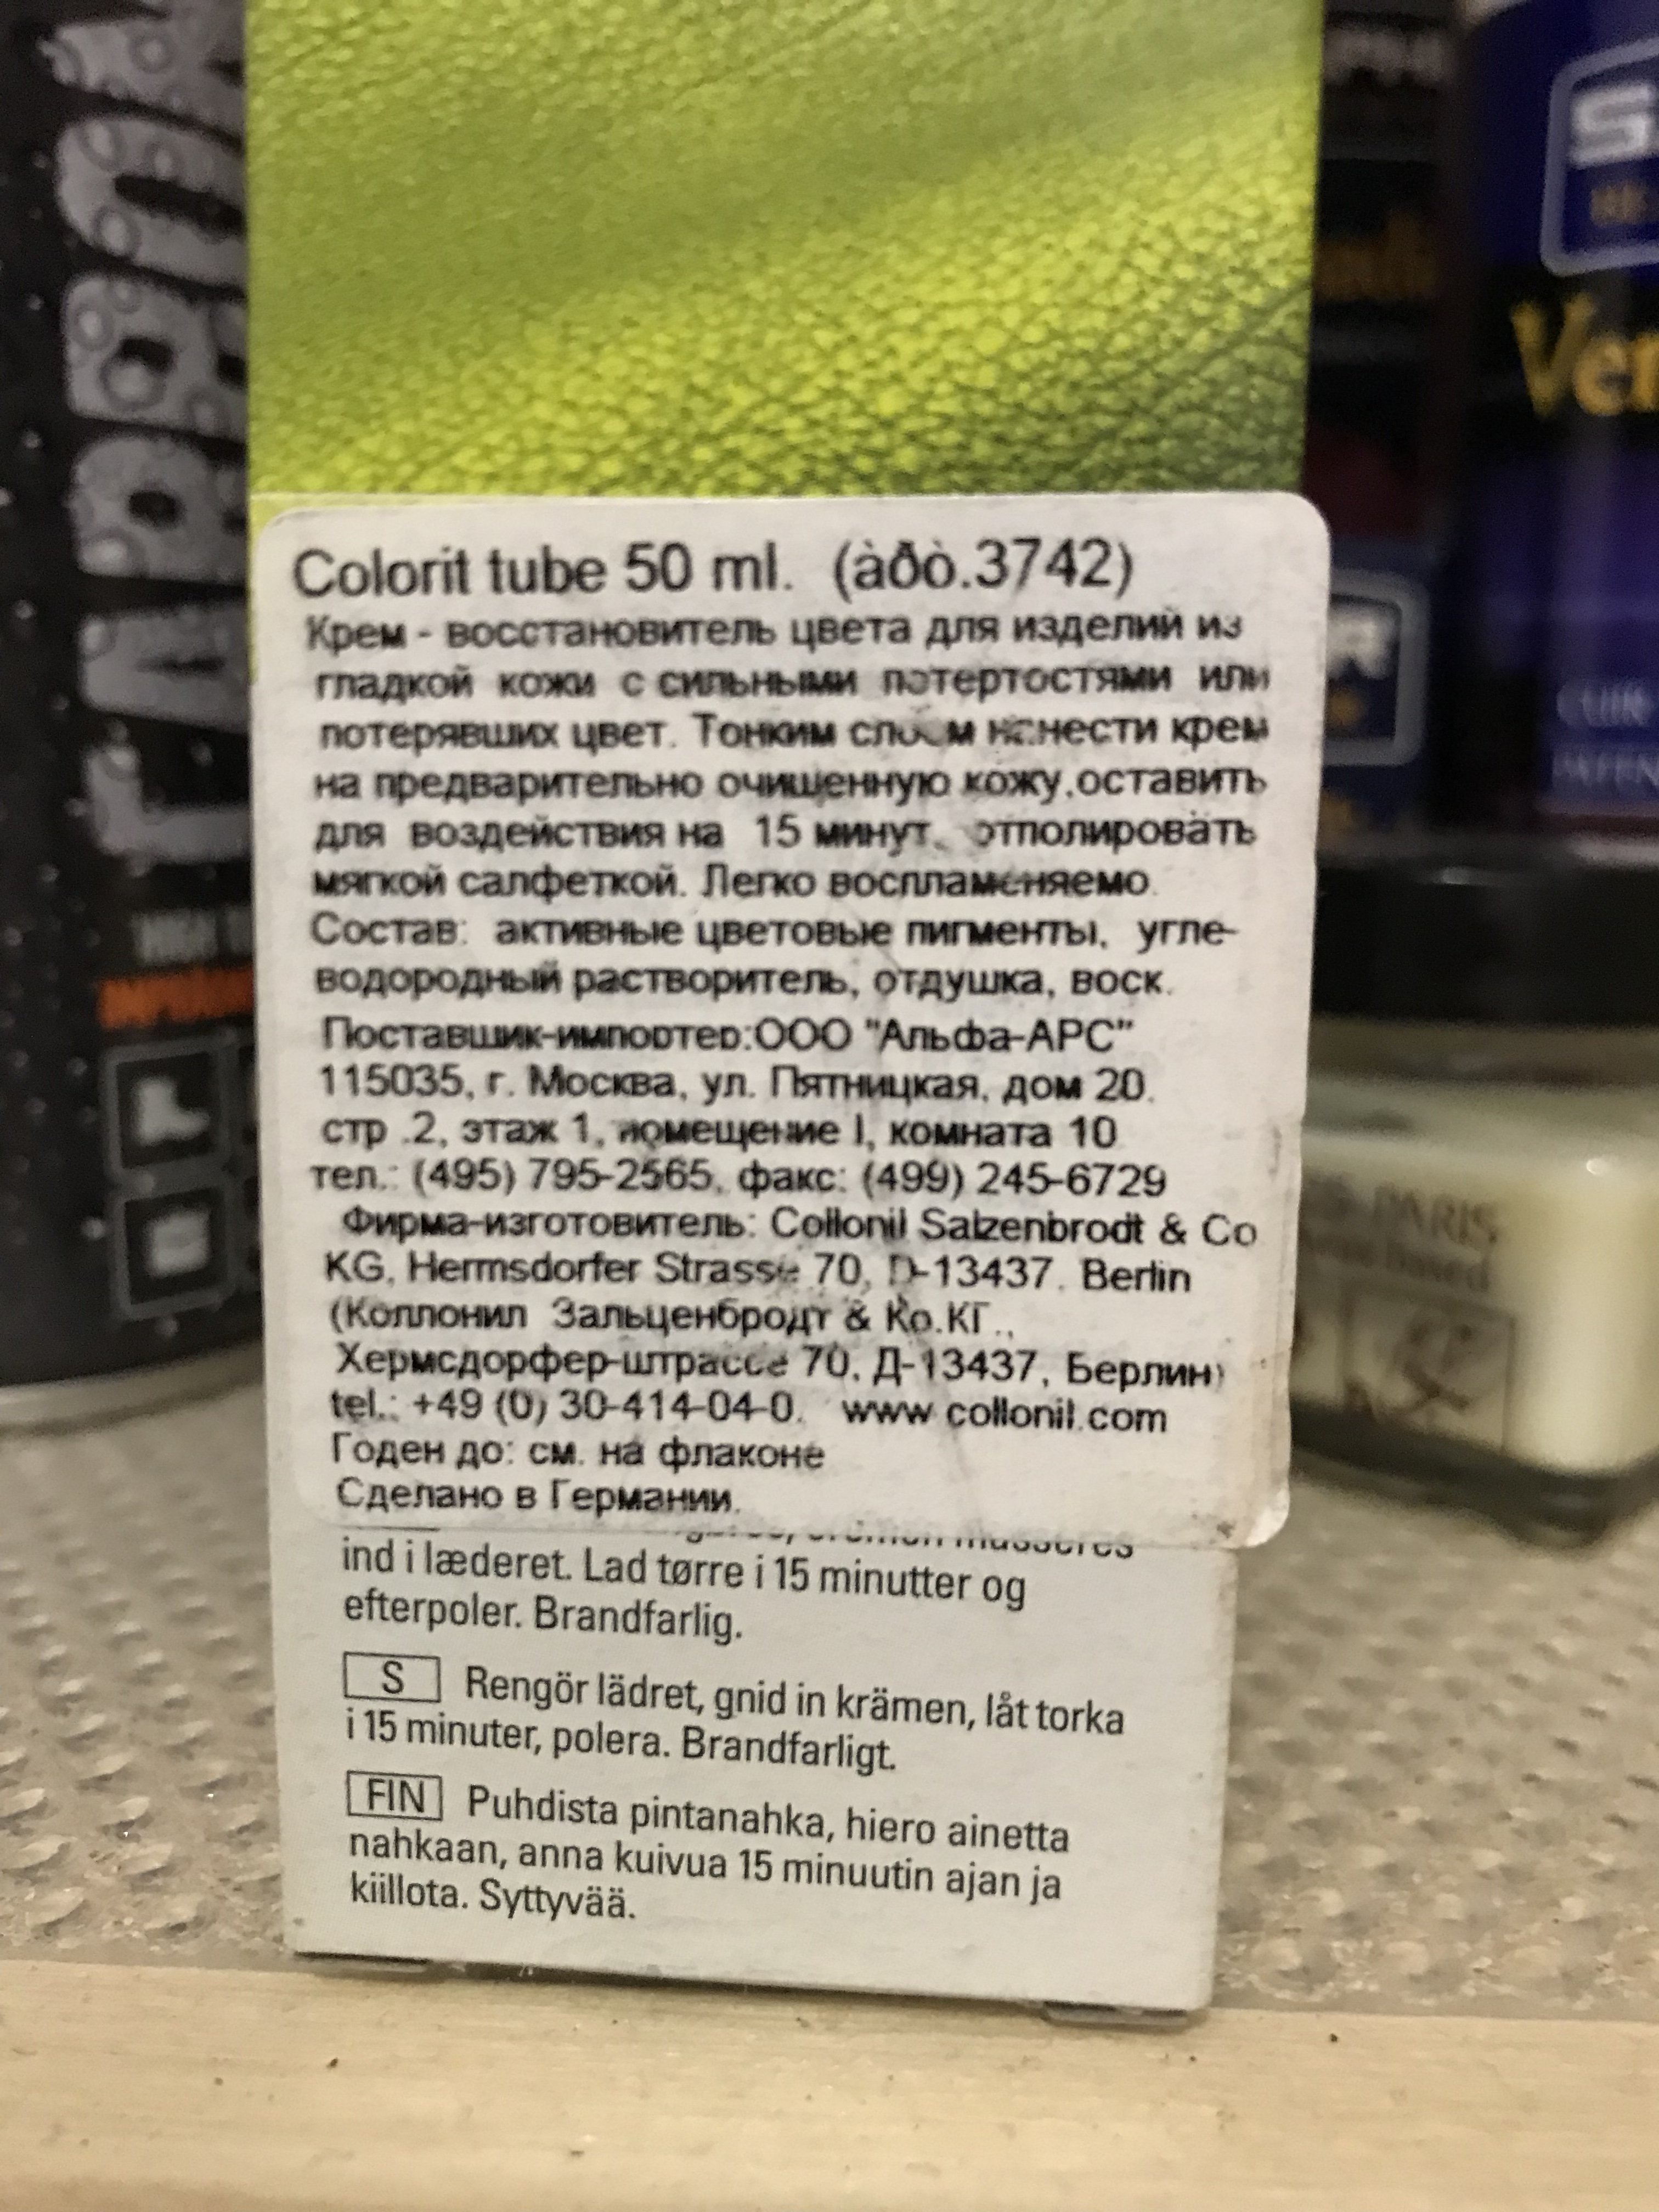 Colorit tube 50 ml. (àðò.3742)
Крем - восстановитель цвета для изделий из
гладкой кожи с сильными потертостями или
потерявших цвет. Тонким слоем нанести крем
на предварительно очищенную кожу,оставить
для воздействия на 15 минут, отполировать
мягкой салфеткой. Легко воспламеняемо.
Состав: активные цветовые пигменты, угле-
водородный растворитель, отдушка, воск.
Поставшик-импортер:ООО "Альфа-АРС"
115035, г. Москва, ул. Пятницкая, дом 20,
стр .2, этаж 1, помещение I, комната 10
тел.: (495) 795-2565, факс: (499) 245-6729
Фирма-изготовитель: Collonil Salzenbrodt & Co
KG, Hermsdorfer Strasse 70, D-13437, Berlin
(Коллонил Зальценбродт & Ко.КГ.,
Хермсдорфер-штрассе 70, Д-13437, Берлин)
tel.: +49 (0) 30-414-04-0. www.collonil.com
Годен до: см. на флаконе
Сделано в Германии.
masseres
ind i læderet. Lad tørre i 15 minutter og
efterpoler. Brandfarlig.
S Rengör lädret, gnid in krämen, låt torka
i 15 minuter, polera. Brandfarligt.
FIN Puhdista pintanahka, hiero ainetta
nahkaan, anna kuivua 15 minuutin ajan ja
kiillota. Syttyvää.
CUIR
PARIS